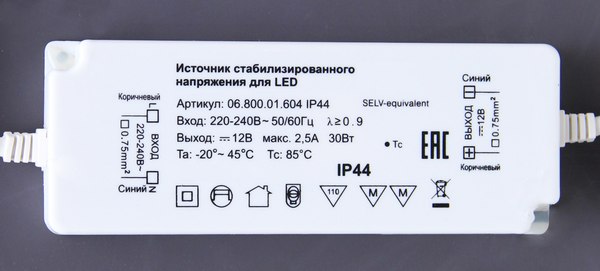 Источник стабилизированного
напряжения для LED
Артикул: 06.800.01.604 IP44
SELV-equivalent
Вход: 220-240В~ 50/60Гц λ≥0.9
Выход: ⎓12В макс. 2,5А 30Вт
Ta: -20°~ 45°C Tc: 85°C
• Tc
EAC
IP44
110
M
M
Коричневый
L
ВХОД
220-240В~
0.75mm²
Синий
N
Синий
−
ВЫХОД
⎓12В
0.75mm²
+
Коричневый